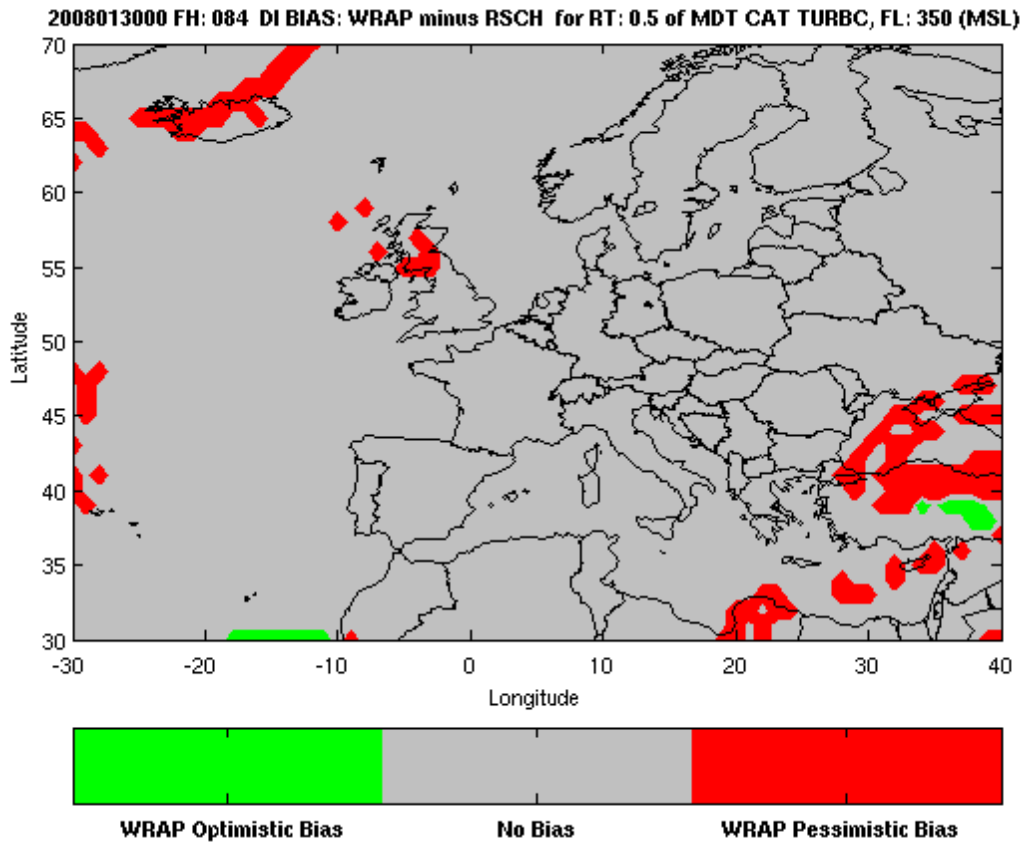 2008013000 FH: 084 DI BIAS: WRAP minus RSCH for RT: 0.5 of MDT CAT TURBC, FL: 350 (MSL)
70
65
60
55
50
45
40
35
30
Latitude
-30
-20
-10
0
10
20
30
40
Longitude
WRAP Optimistic Bias
No Bias
WRAP Pessimistic Bias